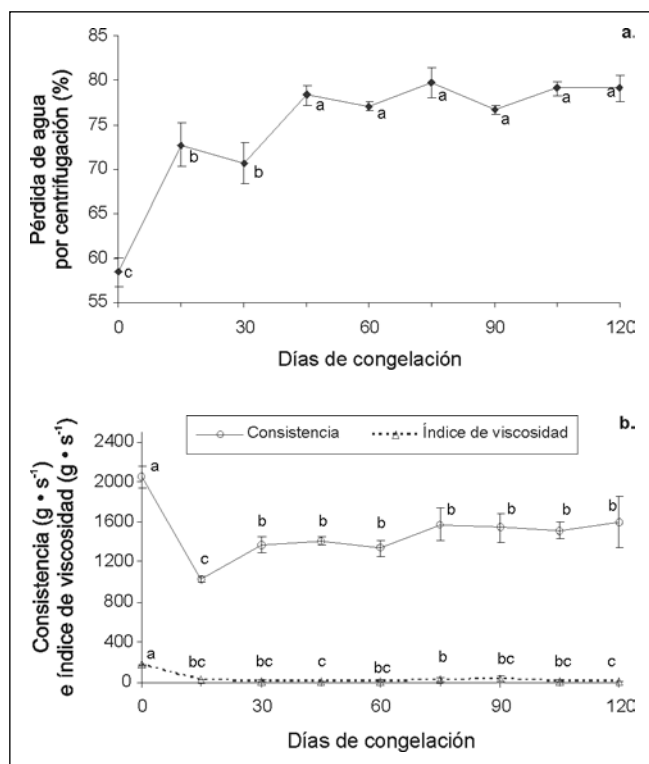 a.
85
80
75
70
65
60
55
Pérdida de agua
por centrifugación (%)
c b b a a a a a a
0 30 60 90 120
Días de congelación
b.
Consistencia Índice de viscosidad
2400
2000
1600
1200
800
400
0
Consistencia (g • s⁻¹)
e índice de viscosidad (g • s⁻¹)
a c b b b b b b b
a bc bc c bc b bc bc c
0 30 60 90 120
Días de congelación